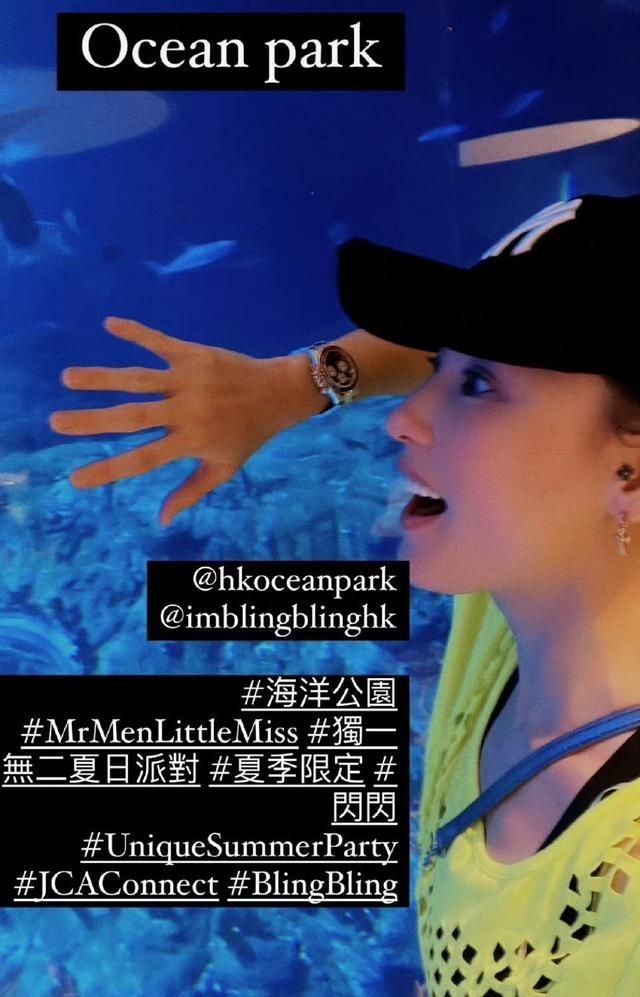 Ocean park
@hkoceanpark
@imblingblinghk
#海洋公園
#MrMenLittleMiss #獨一
無二夏日派對 #夏季限定 #
閃閃
#UniqueSummerParty
#JCAConnect #BlingBling